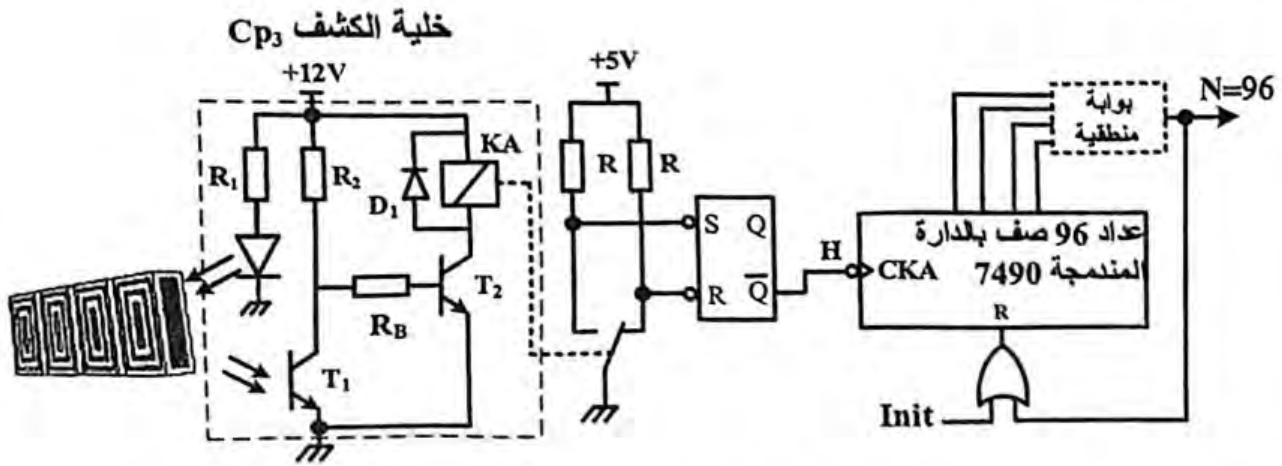 خلية الكشف Cp3
+12V
+5V
بوابة
منطقية
N=96
R1
R2
D1
KA
R
R
S
Q
R
Q̅
H
CKA
عداد 96 صف بالدارة
المندمجة 7490
R
RB
T2
T1
Init